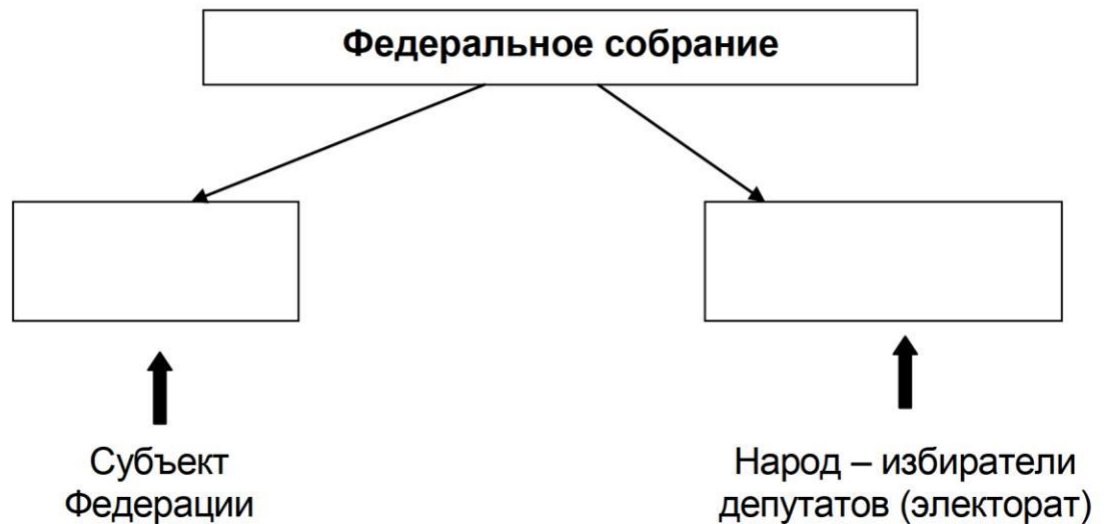 Федеральное собрание
Субъект
Федерации
Народ – избиратели
депутатов (электорат)